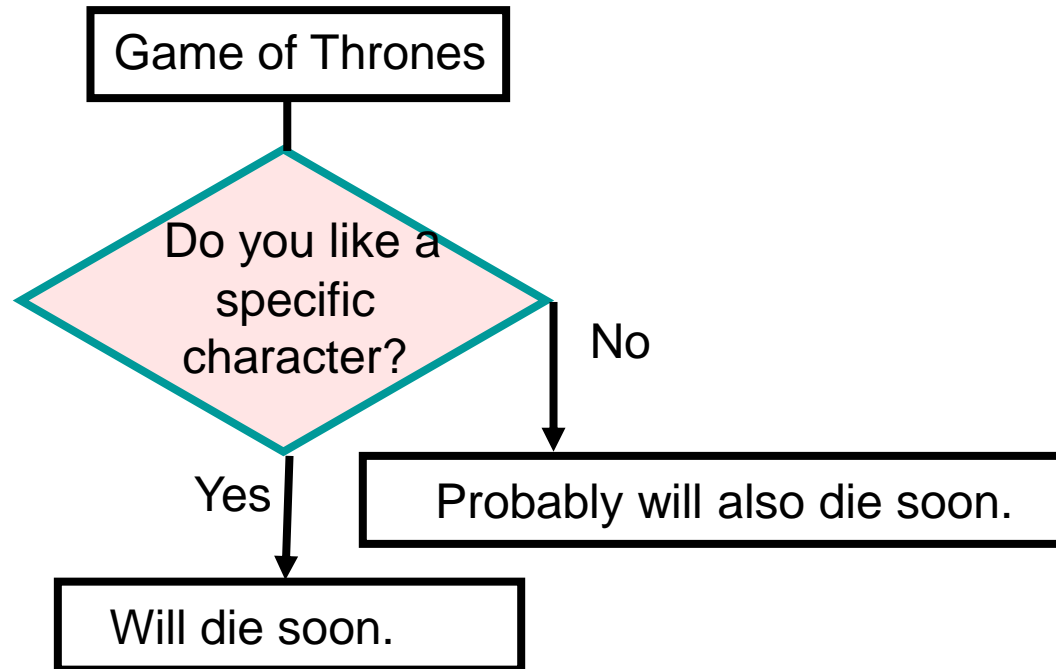 Game of Thrones
Do you like a
specific
character?
No
Yes
Probably will also die soon.
Will die soon.